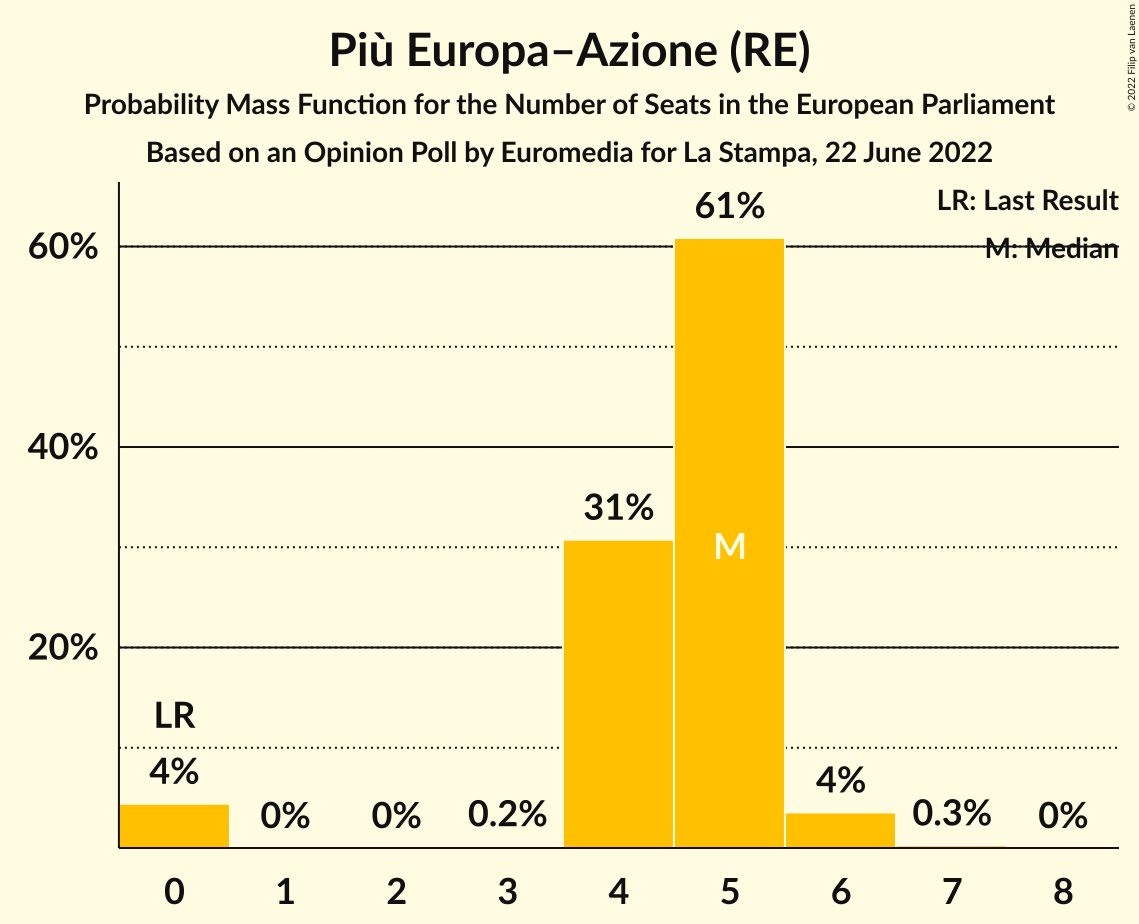 Più Europa–Azione (RE)
Probability Mass Function for the Number of Seats in the European Parliament
Based on an Opinion Poll by Euromedia for La Stampa, 22 June 2022
© 2022 Filip van Laenen
LR: Last Result
M: Median
60%
40%
20%
61%
31%
M
LR
4%
0%
0%
0.2%
4%
0.3%
0%
0
1
2
3
4
5
6
7
8